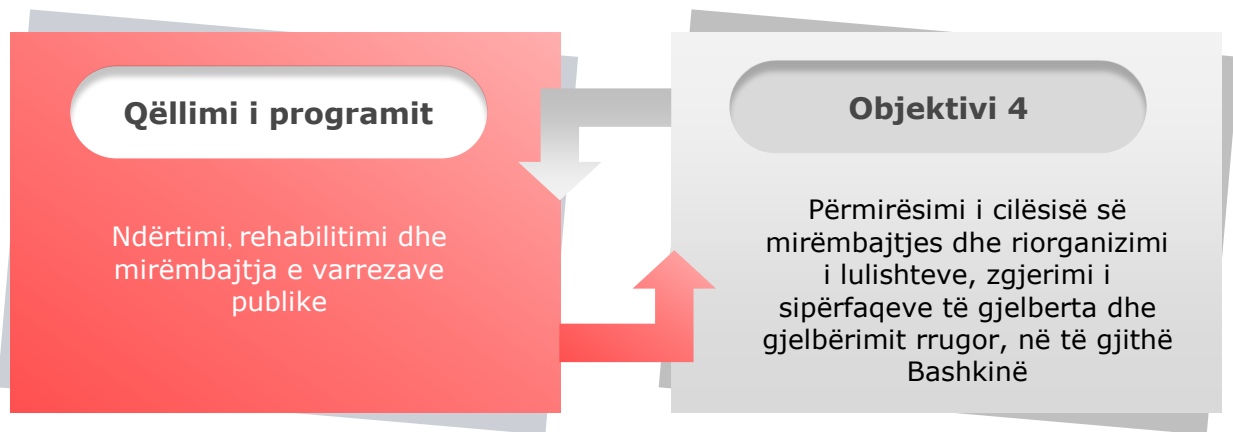 Qëllimi i programit
Ndërtimi, rehabilitimi dhe
mirëmbajtja e varrezave
publike
Objektivi 4
Përmirësimi i cilësisë së
mirëmbajtjes dhe riorganizimi
i lulishteve, zgjerimi i
sipërfaqeve të gjelberta dhe
gjelbërimit rrugor, në të gjithë
Bashkinë